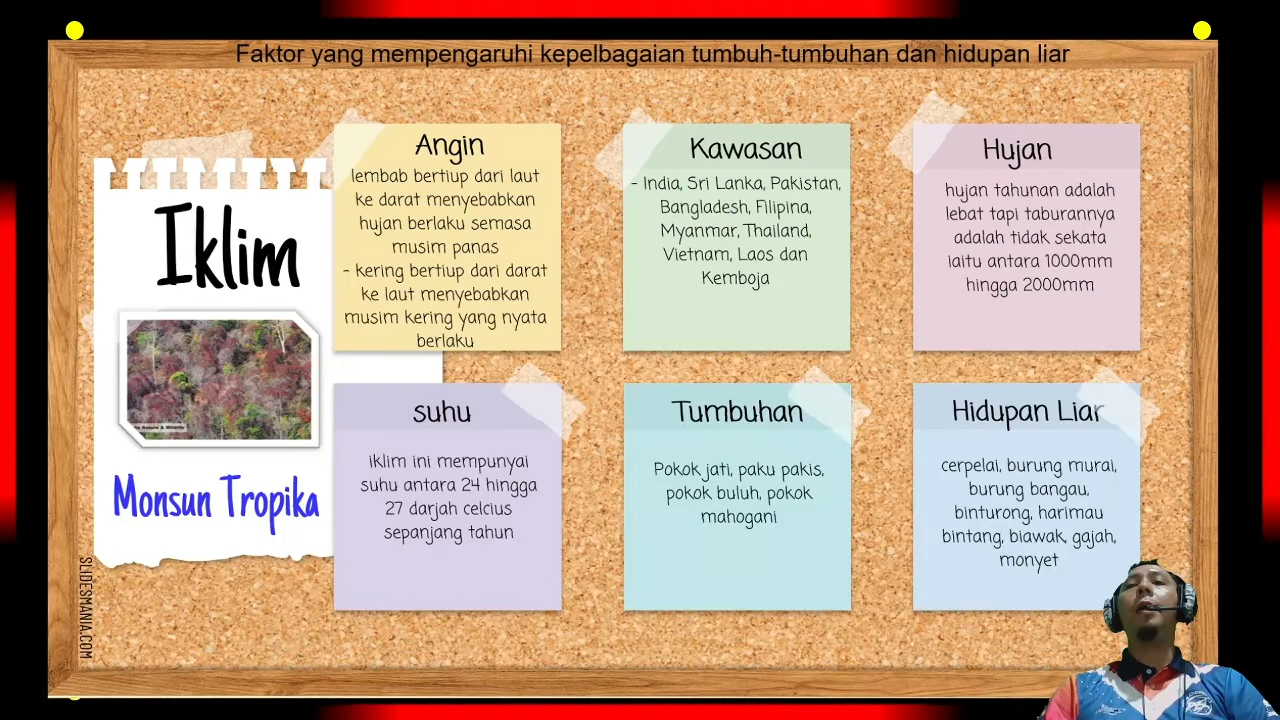 Faktor yang mempengaruhi kepelbagaian tumbuh-tumbuhan dan hidupan liar
Iklim
Monsun Tropika
Angin
lembab bertiup dari laut
ke darat menyebabkan
hujan berlaku semasa
musim panas
- kering bertiup dari darat
ke laut menyebabkan
musim kering yang nyata
berlaku
Kawasan
- India, Sri Lanka, Pakistan,
Bangladesh, Filipina,
Myanmar, Thailand,
Vietnam, Laos dan
Kemboja
Hujan
hujan tahunan adalah
lebat tapi taburannya
adalah tidak sekata
iaitu antara 1000mm
hingga 2000mm
suhu
iklim ini mempunyai
suhu antara 24 hingga
27 darjah celcius
sepanjang tahun
Tumbuhan
Pokok jati, paku pakis,
pokok buluh, pokok
mahogani
Hidupan Liar
cerpelai, burung murai,
burung bangau,
binturong, harimau
bintang, biawak, gajah,
monyet
SLIDESMANIA.COM
Nature & Wildlife